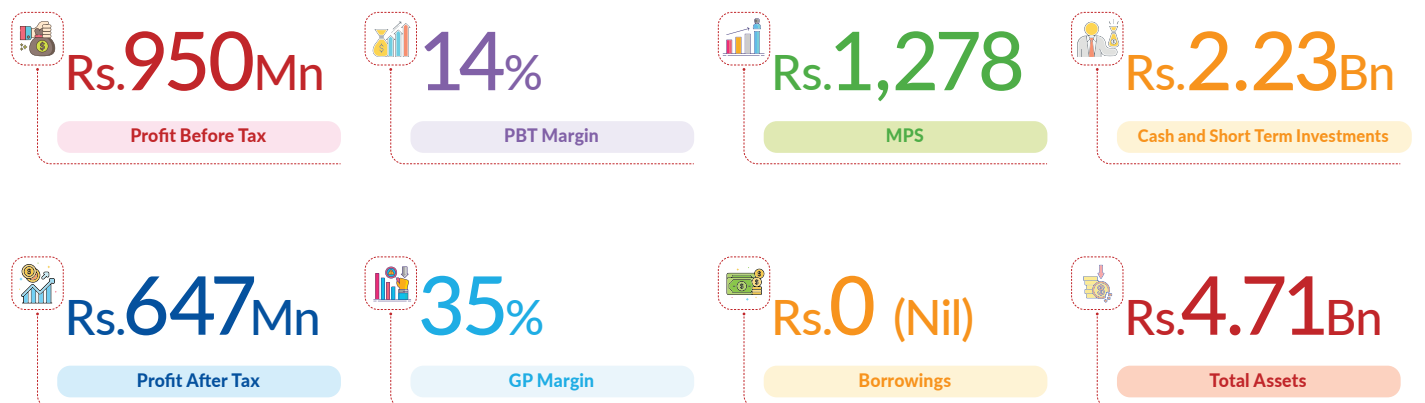 Rs.950Mn
Profit Before Tax
14%
PBT Margin
Rs.1,278
MPS
Rs.2.23Bn
Cash and Short Term Investments
Rs.647Mn
Profit After Tax
35%
GP Margin
Rs.0 (Nil)
Borrowings
Rs.4.71Bn
Total Assets